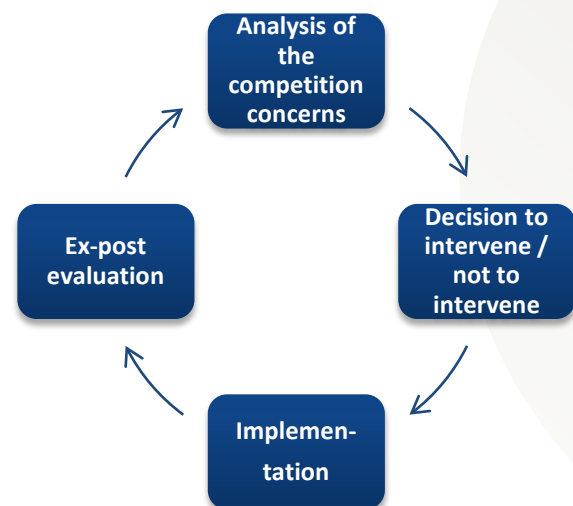 Analysis of
the
competition
concerns
Decision to
intervene /
not to
intervene
Implemen-
tation
Ex-post
evaluation